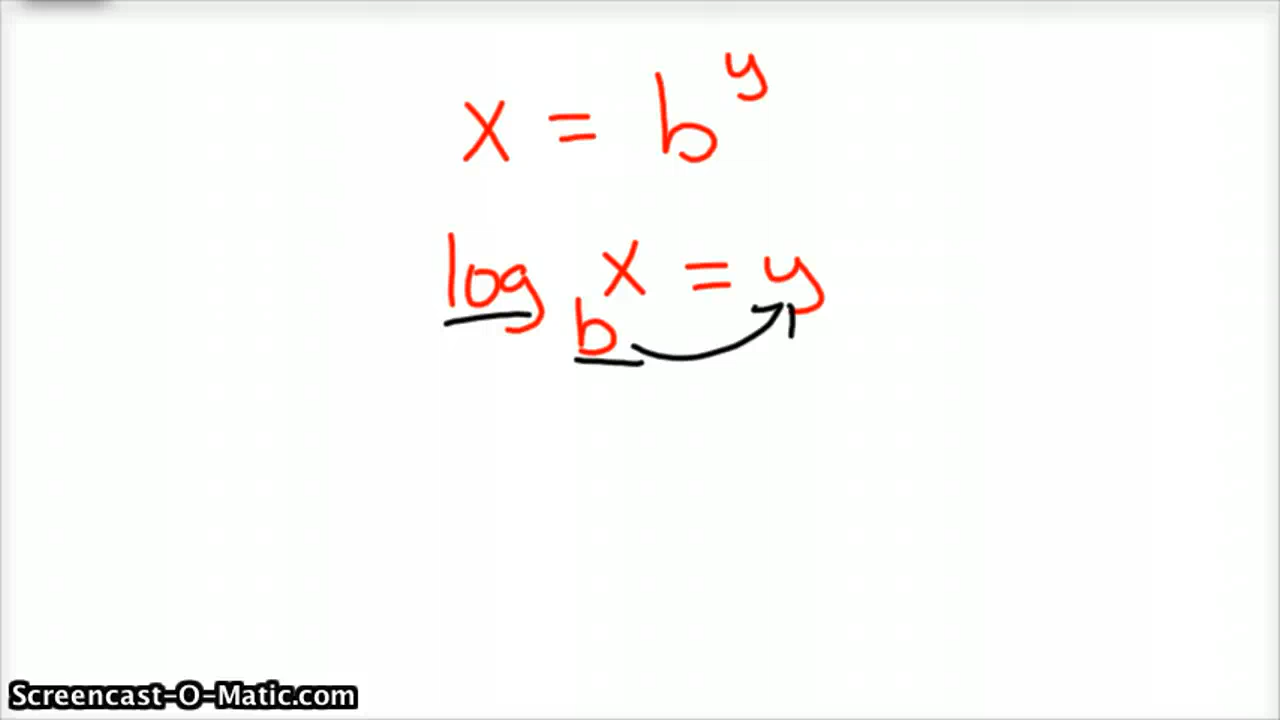 x = b^y
log_b x = y
Screencast-O-Matic.com